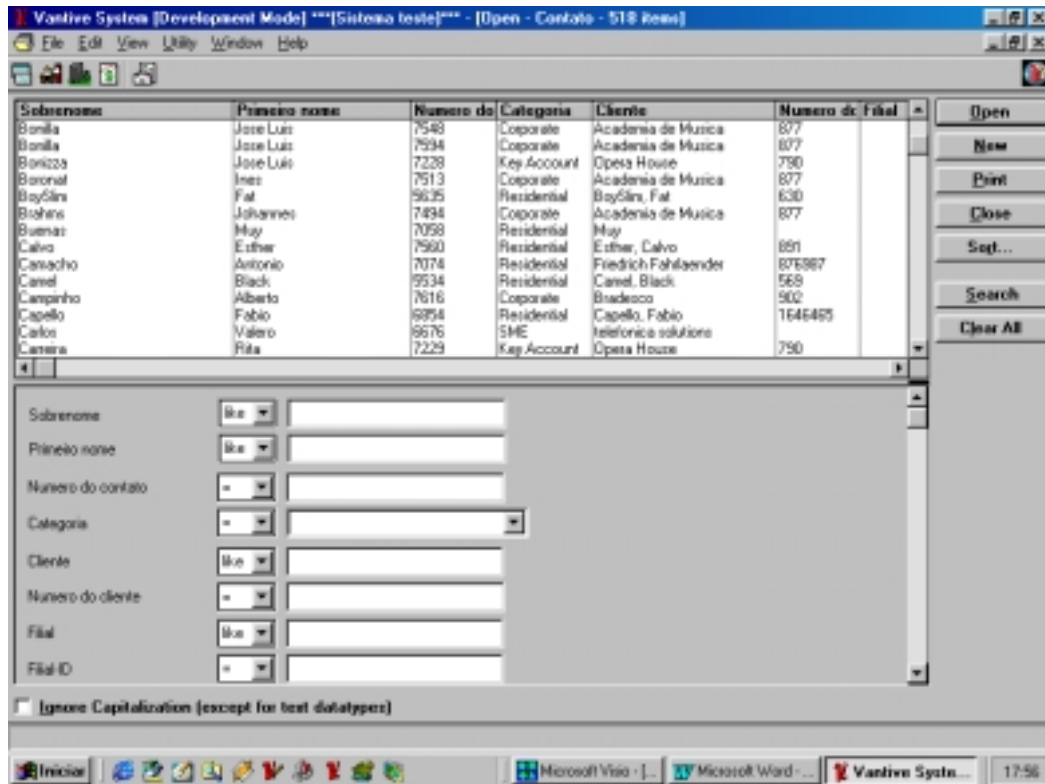 Vantive System [Development Mode] ***[Sistema teste]*** - [Open - Contato - 518 items]
File Edit View Utility Window Help
Sobrenome Primeiro nome Numero do Categoria Cliente Numero dc Filial
Bonilla Jose Luis 7548 Corporate Academia de Musica 877
Bonilla Jose Luis 7594 Corporate Academia de Musica 877
Bonizza Jose Luis 7228 Key Account Opera House 790
Boronat Ines 7513 Corporate Academia de Musica 877
BoySlim Fat 5635 Residential BoySlim, Fat 630
Brahms Johannes 7494 Corporate Academia de Musica 877
Buenas Muy 7058 Residential Muy
Calvo Esther 7560 Residential Esther, Calvo 891
Camacho Antonio 7074 Residential Friedrich Fahrlaender 876987
Camel Black 5534 Residential Camel, Black 569
Campinho Alberto 7616 Corporate Bradesco 902
Capello Fabio 6854 Residential Capello, Fabio 1646465
Carlos Valero 6676 SME telefonica solutions
Carreira Rita 7229 Key Account Opera House 790
Open
New
Print
Close
Sort...
Search
Clear All
Sobrenome like
Primeiro nome like
Numero do contato =
Categoria =
Cliente like
Numero do cliente =
Filial like
Filial-ID =
Ignore Capitalization (except for text datatypes)
Iniciar Microsoft Visio - [... Microsoft Word - ... Vantive Syste... 17:56